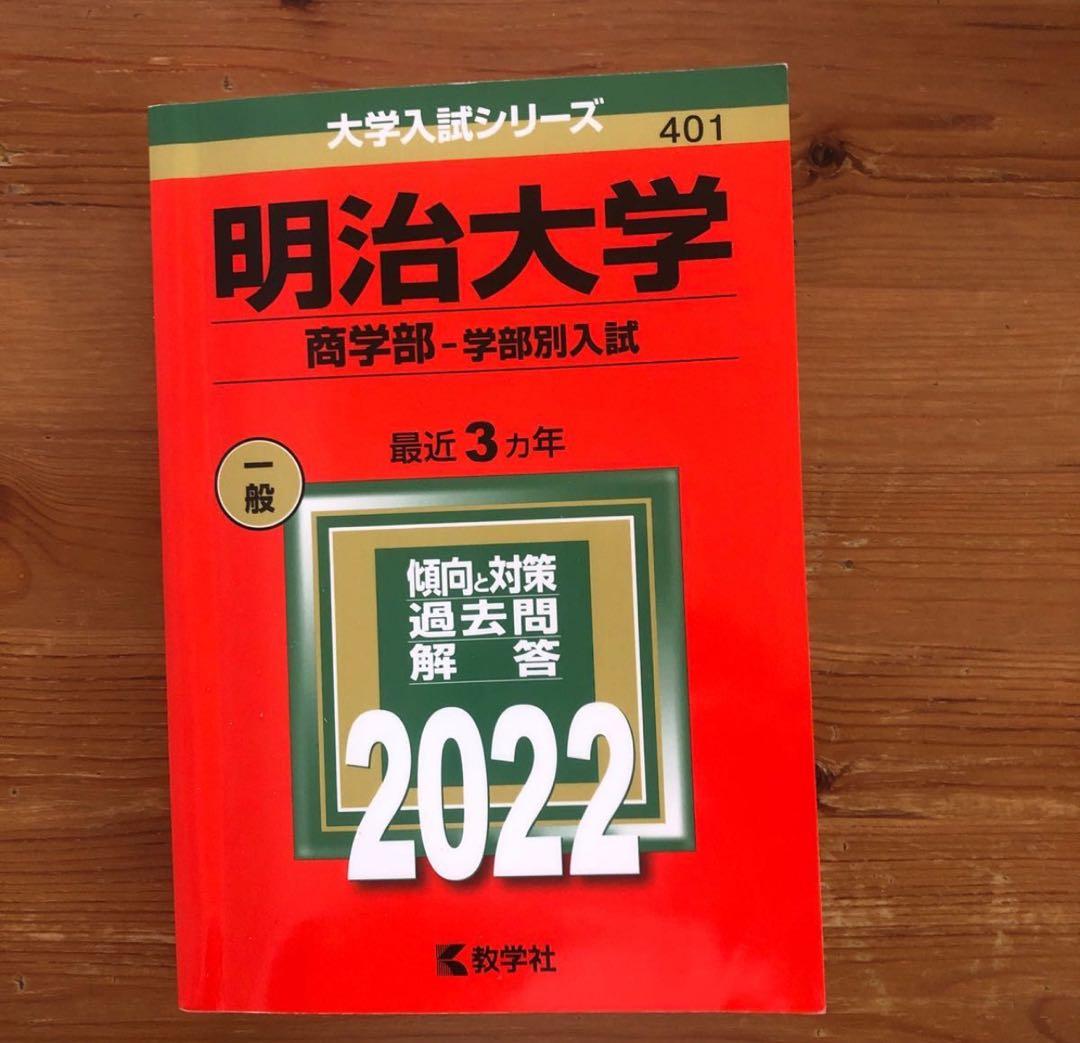 大学入試シリーズ
401
明治大学
商学部-学部別入試
最近3カ年
一般
傾向と対策
過去問
解答
2022
教学社